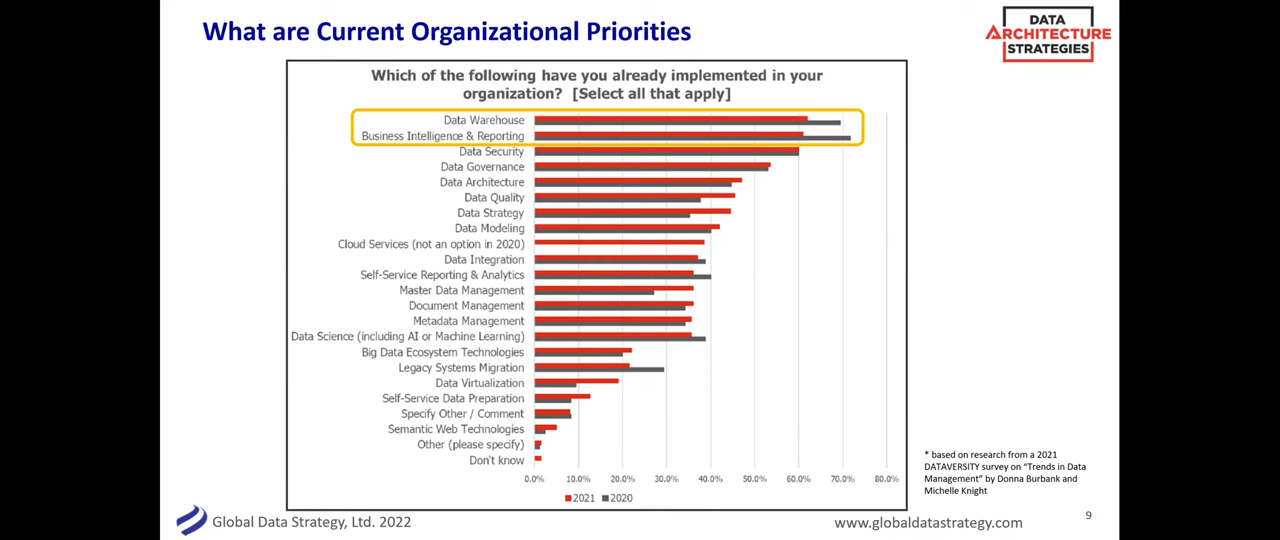 What are Current Organizational Priorities
DATA
ARCHITECTURE
STRATEGIES
Which of the following have you already implemented in your
organization? [Select all that apply]
Data Warehouse
Business Intelligence & Reporting
Data Security
Data Governance
Data Architecture
Data Quality
Data Strategy
Data Modeling
Cloud Services (not an option in 2020)
Data Integration
Self-Service Reporting & Analytics
Master Data Management
Document Management
Metadata Management
Data Science (including AI or Machine Learning)
Big Data Ecosystem Technologies
Legacy Systems Migration
Data Virtualization
Self-Service Data Preparation
Specify Other / Comment
Semantic Web Technologies
Other (please specify)
Don't know
0.0% 10.0% 20.0% 30.0% 40.0% 50.0% 60.0% 70.0% 80.0%
2021 2020
* based on research from a 2021
DATAVERSITY survey on "Trends in Data
Management" by Donna Burbank and
Michelle Knight
Global Data Strategy, Ltd. 2022
www.globaldatastrategy.com
9